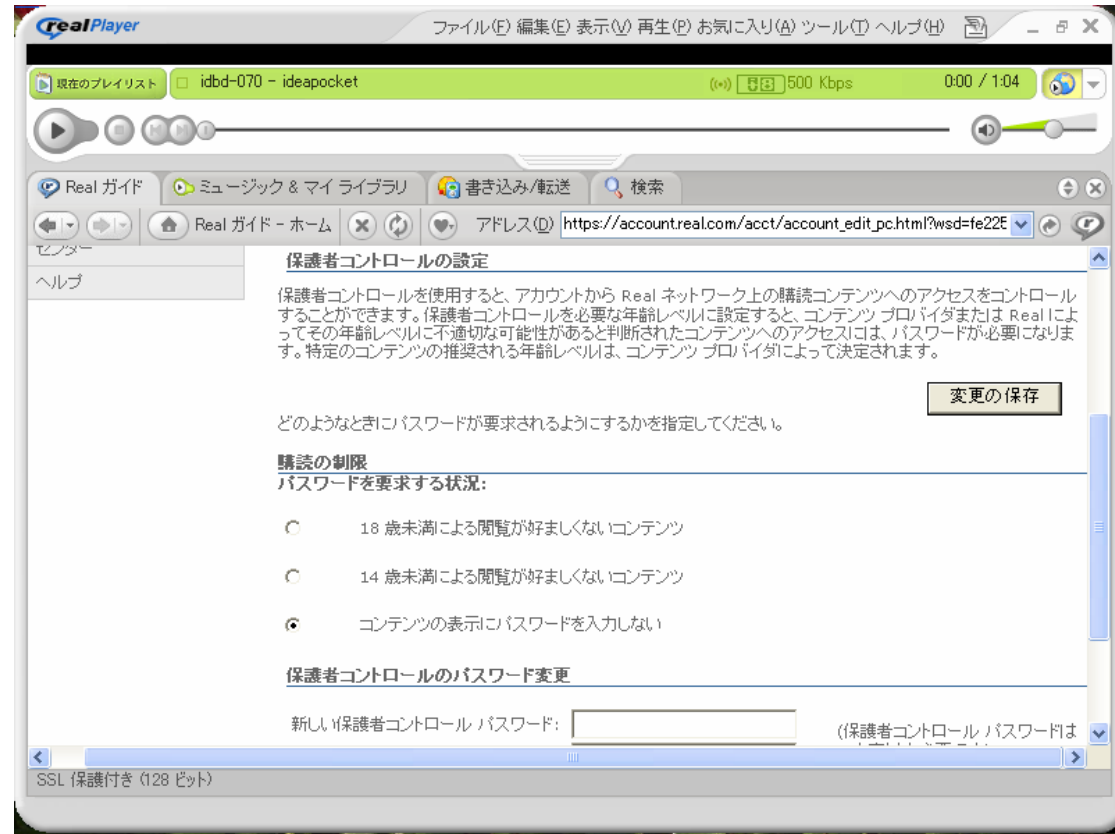 realPlayer
ファイル(F) 編集(E) 表示(V) 再生(P) お気に入り(A) ツール(T) ヘルプ(H)
現在のプレイリスト idbd-070 - ideapocket 500 Kbps 0:00 / 1:04
Real ガイド ミュージック & マイ ライブラリ 書き込み/転送 検索
Real ガイド - ホーム アドレス(D) https://account.real.com/acct/account_edit_pc.html?wsd=fe22E
センター
ヘルプ
保護者コントロールの設定
保護者コントロールを使用すると、アカウントから Real ネットワーク上の購読コンテンツへのアクセスをコントロール
することができます。保護者コントロールを必要な年齢レベルに設定すると、コンテンツ プロバイダまたは Real によ
ってその年齢レベルに不適切な可能性があると判断されたコンテンツへのアクセスには、パスワードが必要になりま
す。特定のコンテンツの推奨される年齢レベルは、コンテンツ プロバイダによって決定されます。
変更の保存
どのようなときにパスワードが要求されるようにするかを指定してください。
購読の制限
パスワードを要求する状況:
18 歳未満による閲覧が好ましくないコンテンツ
14 歳未満による閲覧が好ましくないコンテンツ
コンテンツの表示にパスワードを入力しない
保護者コントロールのパスワード変更
新しい保護者コントロール パスワード:
(保護者コントロール パスワードは
SSL 保護付き (128 ビット)